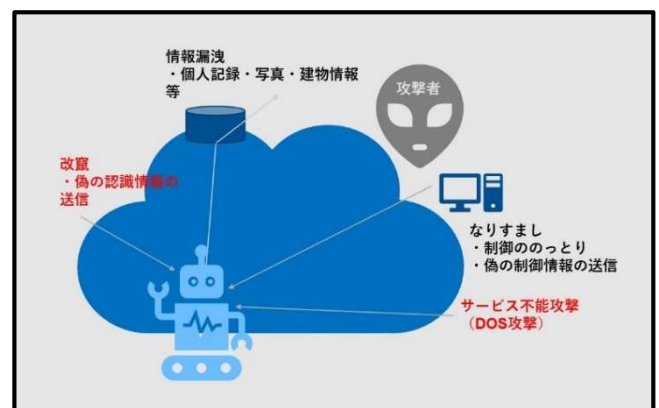 情報漏洩
・個人記録・写真・建物情報
等
攻撃者
改竄
・偽の認識情報の
送信
なりすまし
・制御ののっとり
・偽の制御情報の送信
サービス不能攻撃
（DOS攻撃）